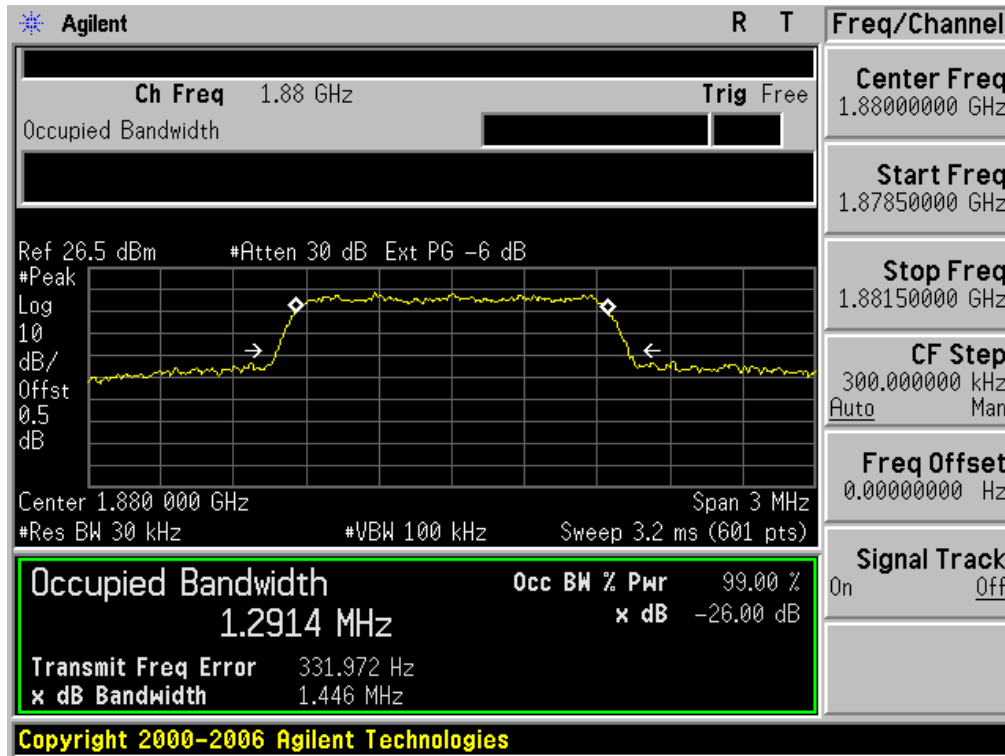 Agilent R T
Freq/Channel
Ch Freq 1.88 GHz Trig Free
Occupied Bandwidth
Center Freq
1.88000000 GHz
Start Freq
1.87850000 GHz
Stop Freq
1.88150000 GHz
CF Step
300.000000 kHz
Auto Man
Freq Offset
0.00000000 Hz
Signal Track
On Off
Ref 26.5 dBm #Atten 30 dB Ext PG -6 dB
#Peak
Log
10
dB/
Offst
0.5
dB
Center 1.880 000 GHz Span 3 MHz
#Res BW 30 kHz #VBW 100 kHz Sweep 3.2 ms (601 pts)
Occupied Bandwidth Occ BW % Pwr 99.00 %
1.2914 MHz x dB -26.00 dB
Transmit Freq Error 331.972 Hz
x dB Bandwidth 1.446 MHz
Copyright 2000-2006 Agilent Technologies